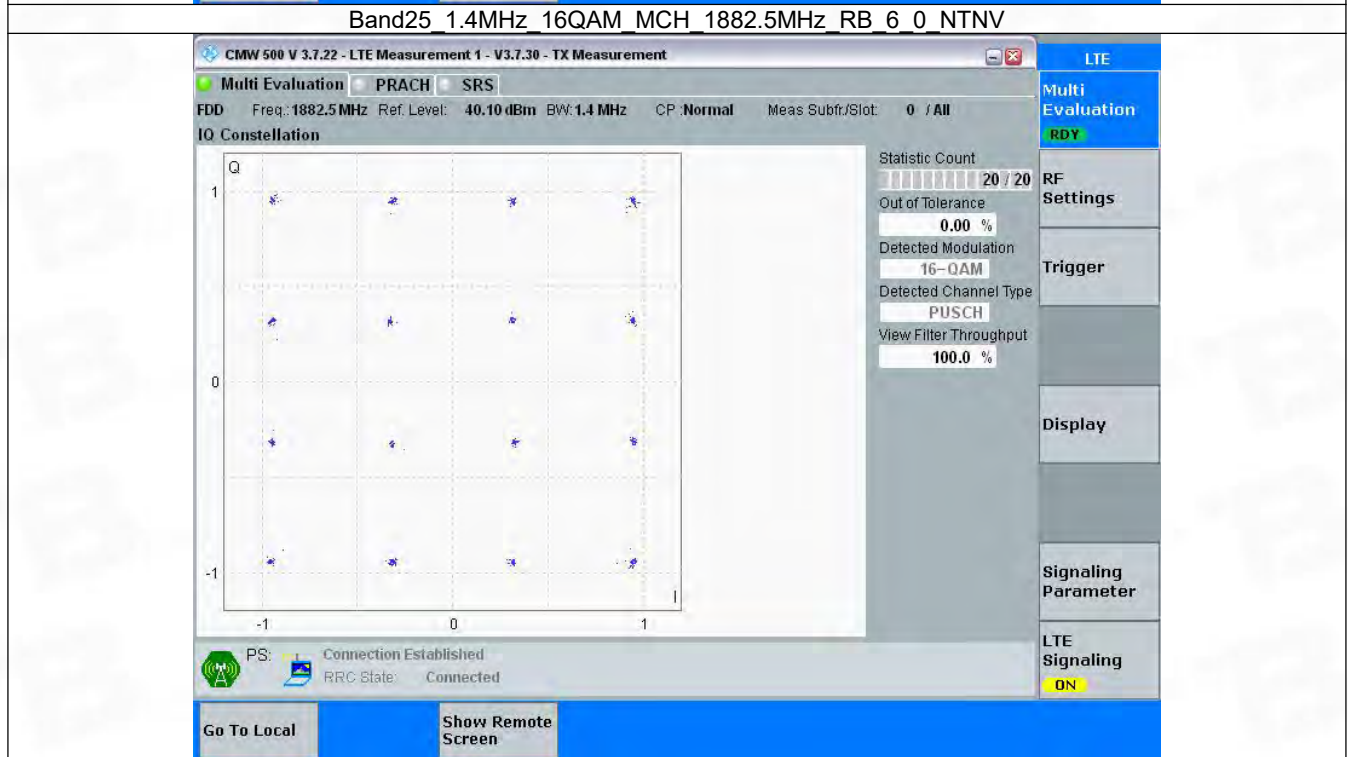 Band25_1.4MHz_16QAM_MCH_1882.5MHz_RB_6_0_NTNV
CMW 500 V 3.7.22 - LTE Measurement 1 - V3.7.30 - TX Measurement
LTE
Multi Evaluation PRACH SRS
Multi
Evaluation
RDY
FDD Freq.: 1882.5 MHz Ref. Level: 40.10 dBm BW: 1.4 MHz CP :Normal Meas Subfr./Slot: 0 / All
IQ Constellation
Q
1
0
-1
I
-1 0 1
Statistic Count
20 / 20
Out of Tolerance
0.00 %
Detected Modulation
16-QAM
Detected Channel Type
PUSCH
View Filter Throughput
100.0 %
RF
Settings
Trigger
Display
Signaling
Parameter
LTE
Signaling
ON
PS: Connection Established
RRC State: Connected
Go To Local
Show Remote
Screen